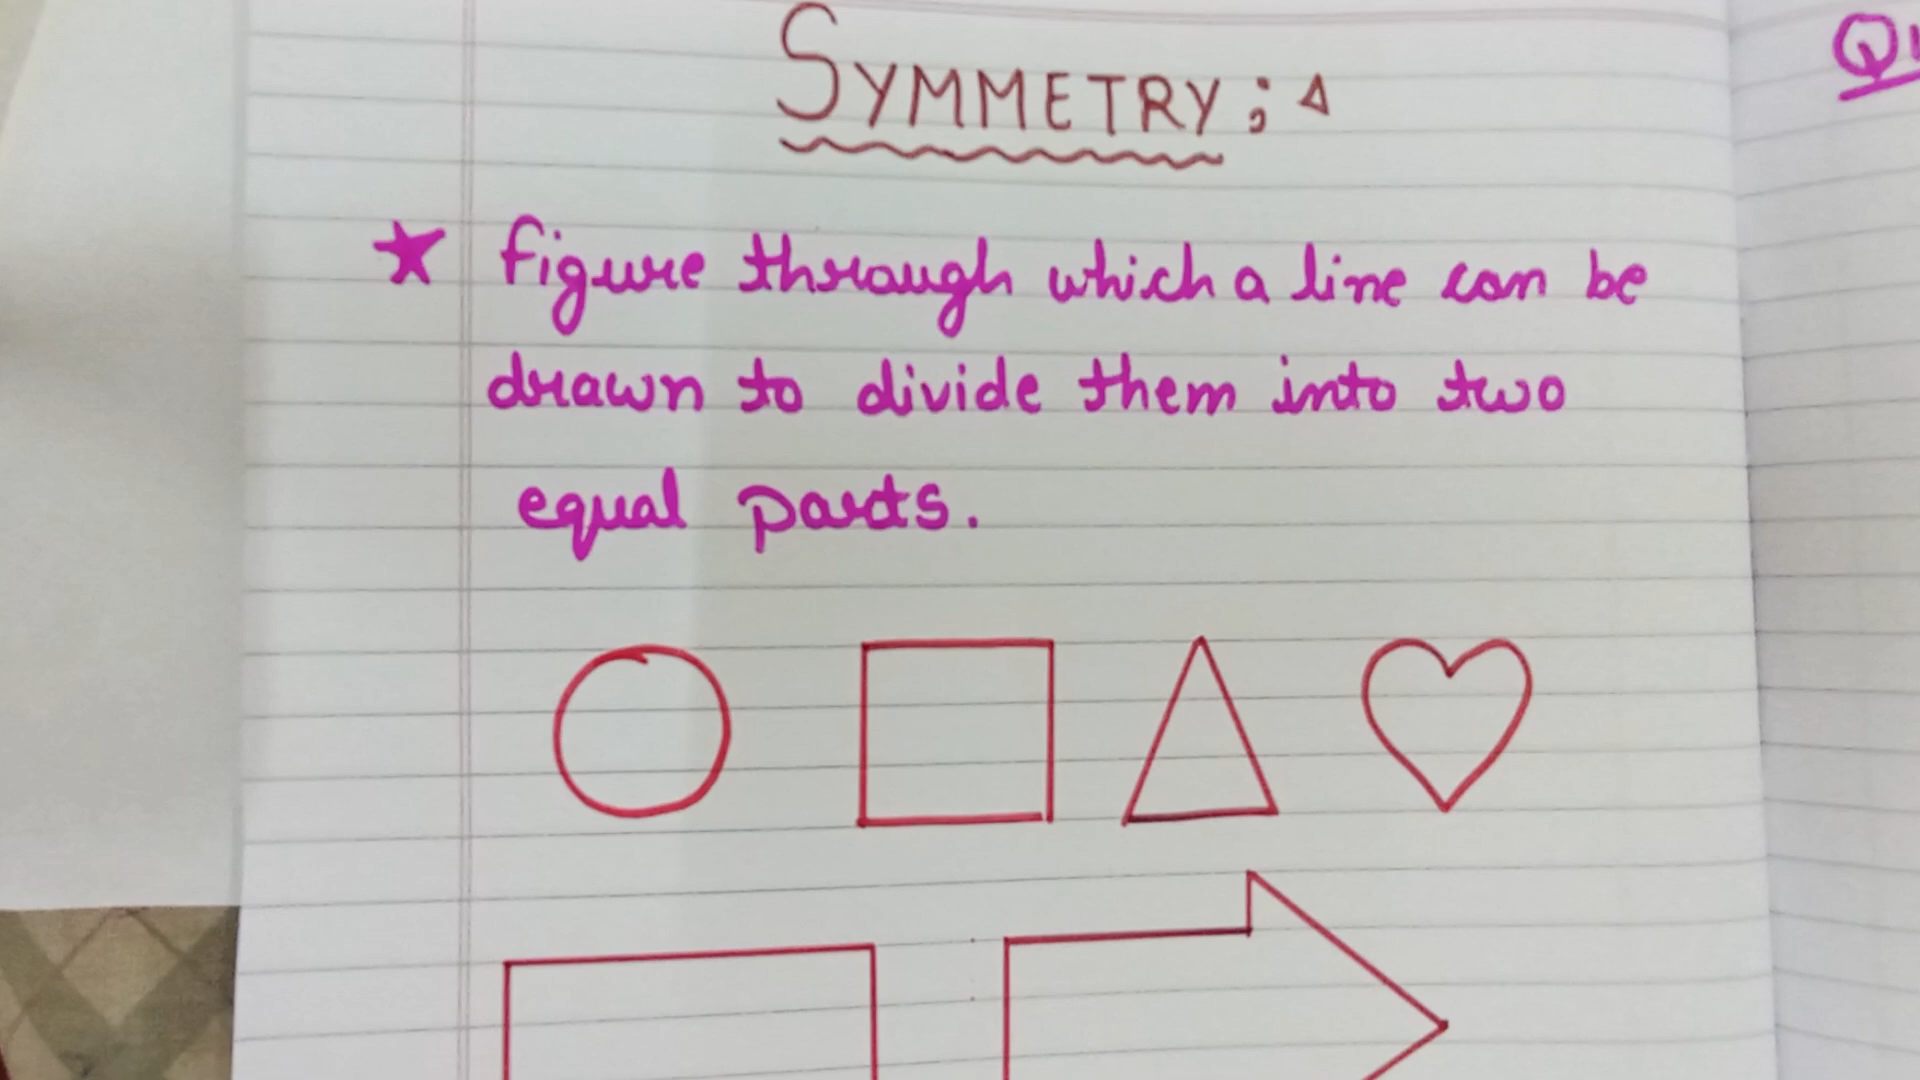 SYMMETRY;
★ figure through which a line can be
drawn to divide them into two
equal parts.